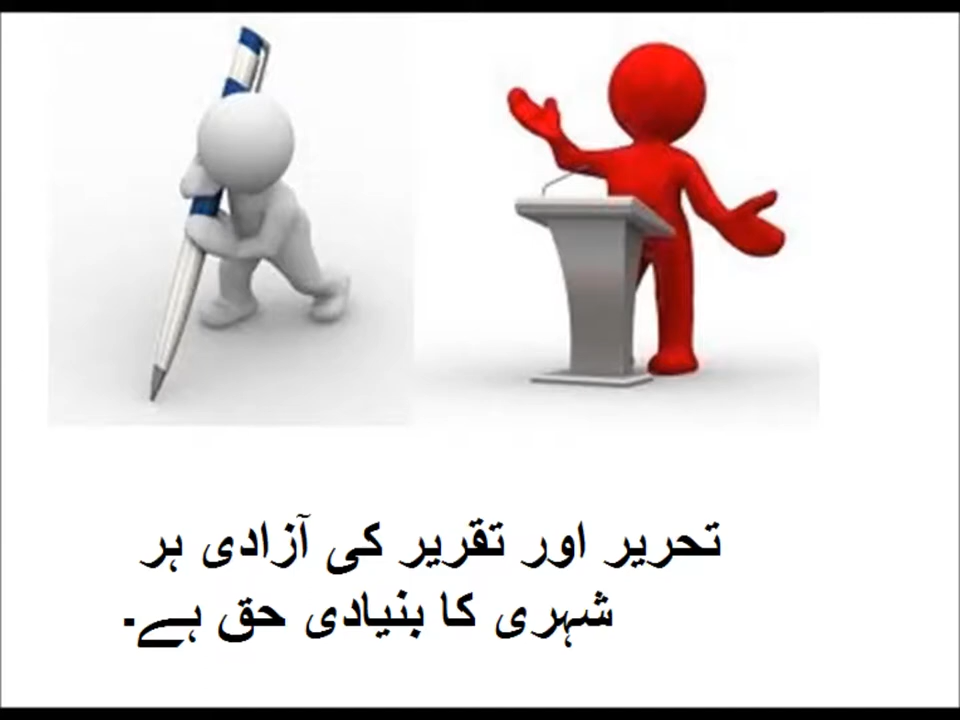 تحریر اور تقریر کی آزادی ہر
شہری کا بنیادی حق ہے۔